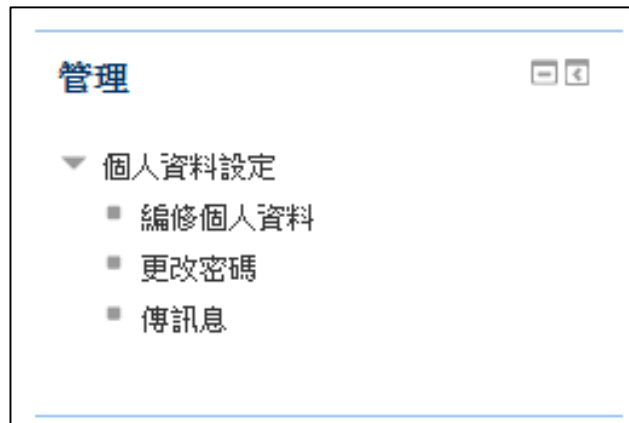 管理
個人資料設定
編修個人資料
更改密碼
傳訊息